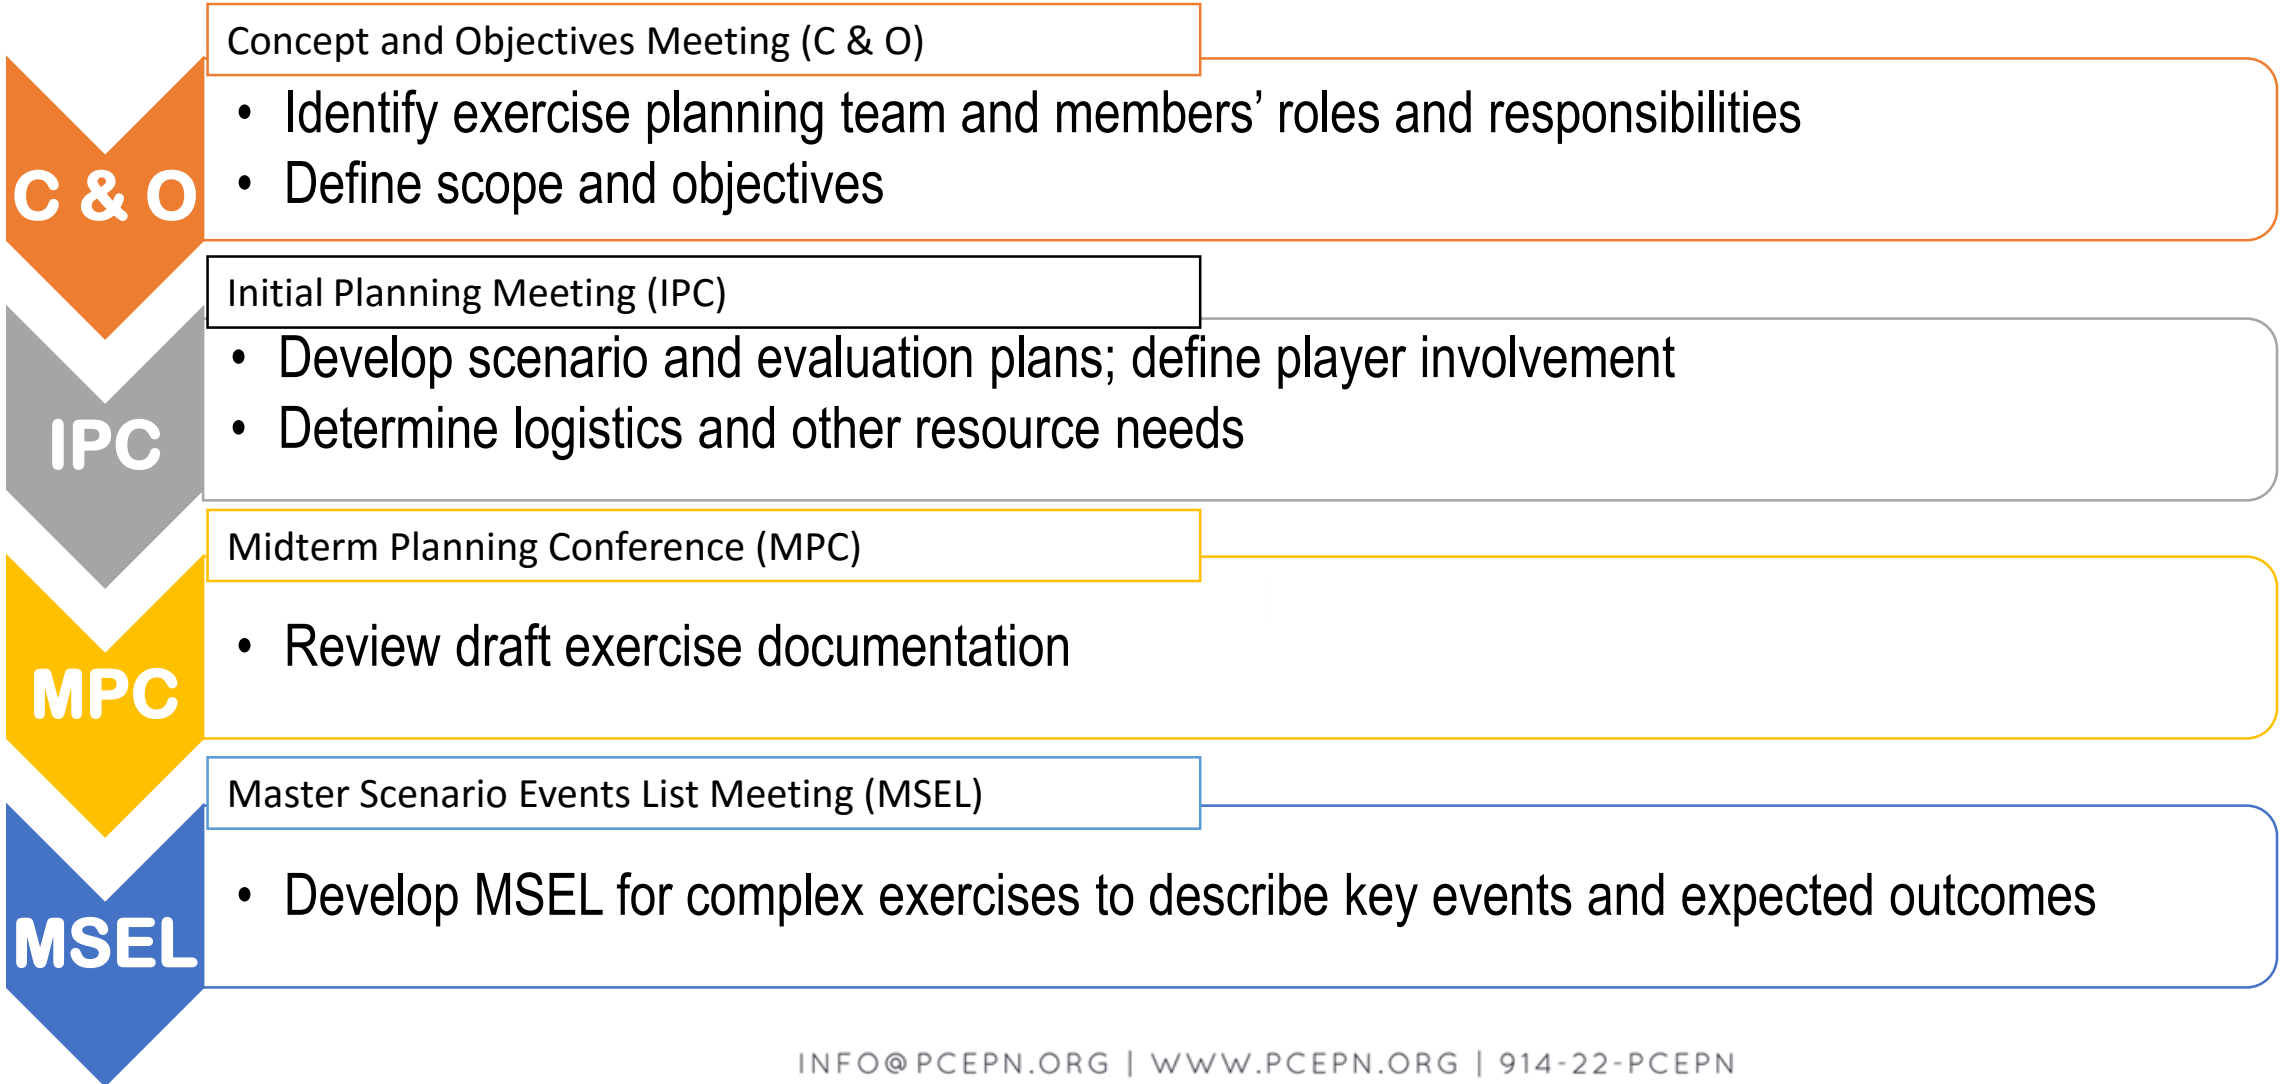 Concept and Objectives Meeting (C & O)
• Identify exercise planning team and members’ roles and responsibilities
• Define scope and objectives
C & O
Initial Planning Meeting (IPC)
• Develop scenario and evaluation plans; define player involvement
• Determine logistics and other resource needs
IPC
Midterm Planning Conference (MPC)
• Review draft exercise documentation
MPC
Master Scenario Events List Meeting (MSEL)
• Develop MSEL for complex exercises to describe key events and expected outcomes
MSEL
INFO@PCEPN.ORG | WWW.PCEPN.ORG | 914-22-PCEPN